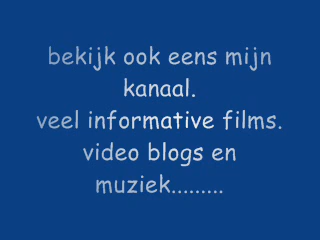 bekijk ook eens mijn
kanaal.
veel informative films.
video blogs en
muziek.........